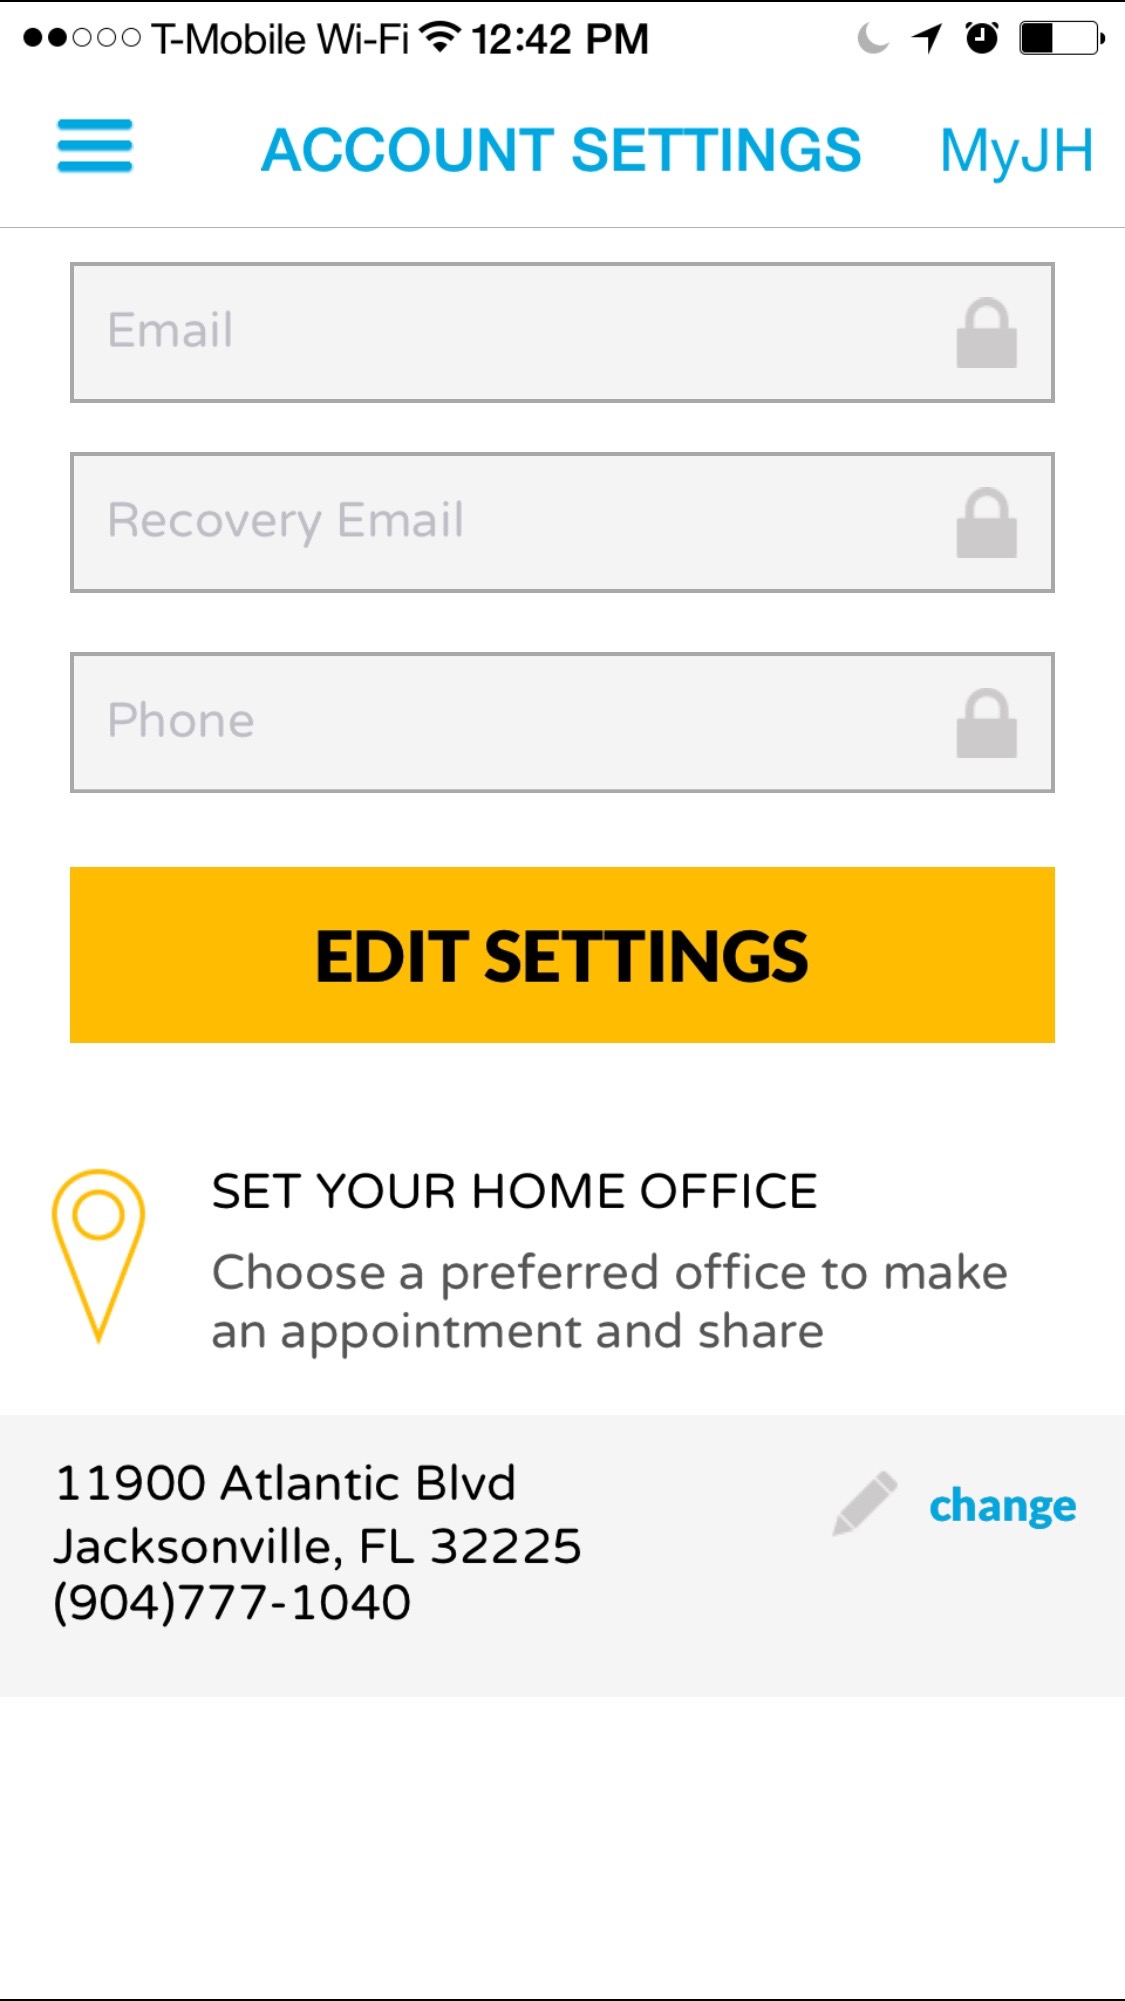 T-Mobile Wi-Fi 12:42 PM
ACCOUNT SETTINGS MyJH
Email
Recovery Email
Phone
EDIT SETTINGS
SET YOUR HOME OFFICE
Choose a preferred office to make
an appointment and share
11900 Atlantic Blvd
change
Jacksonville, FL 32225
(904)777-1040